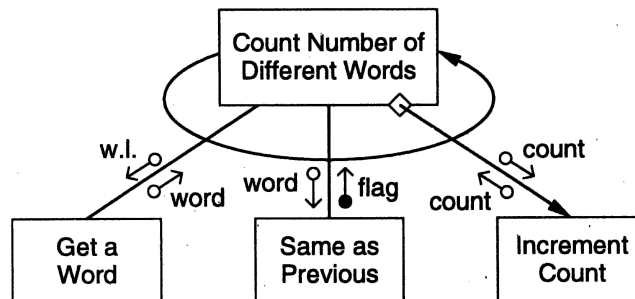 Count Number of
Different Words
w.l.
word
word
flag
count
count
Get a
Word
Same as
Previous
Increment
Count